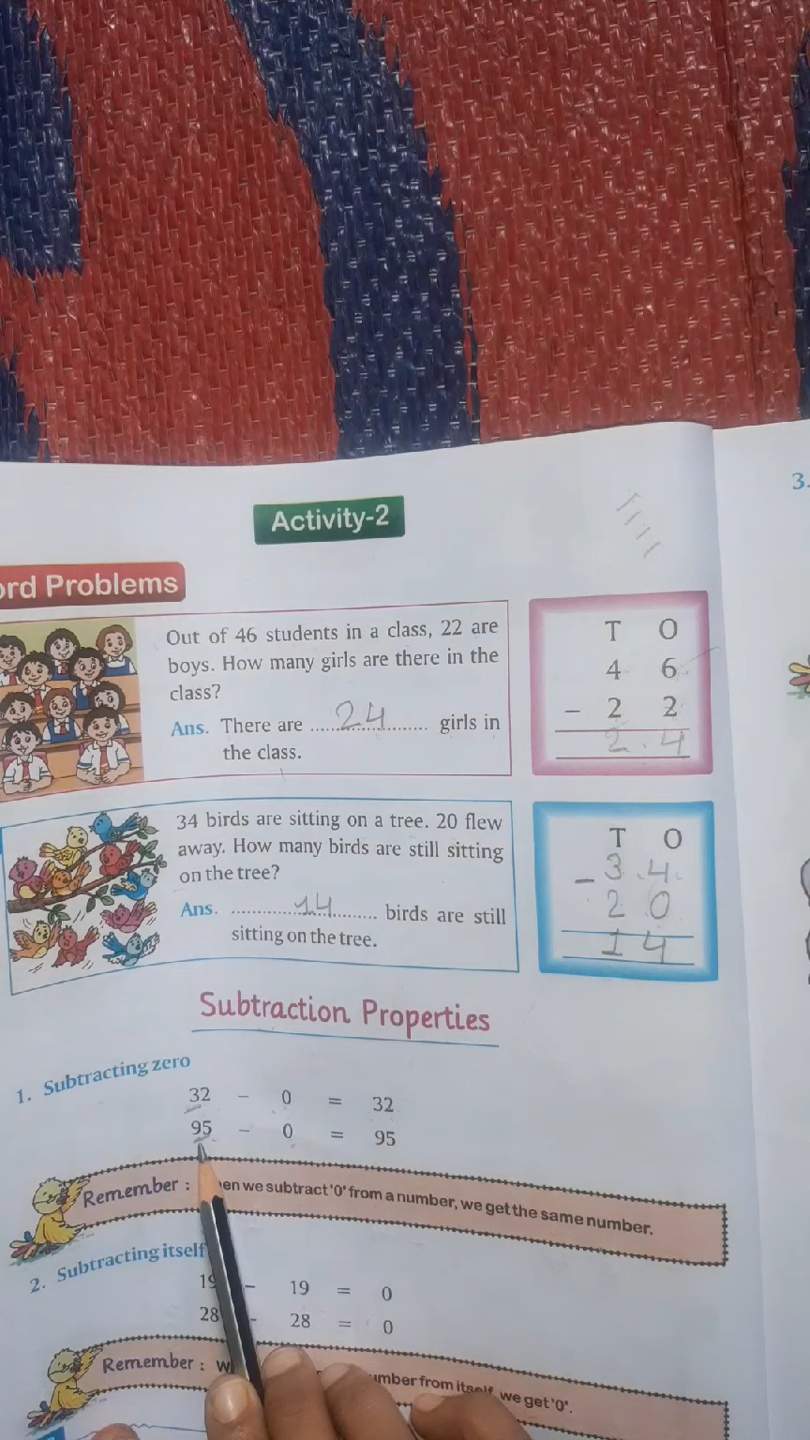 Activity-2
3.
ord Problems
Out of 46 students in a class, 22 are
boys. How many girls are there in the
class?
Ans. There are ........24........ girls in
the class.
T O
4 6
– 2 2
2 4
34 birds are sitting on a tree. 20 flew
away. How many birds are still sitting
on the tree?
Ans. ........14........ birds are still
sitting on the tree.
T O
– 3 4
2 0
1 4
Subtraction Properties
1. Subtracting zero
32 – 0 = 32
95 – 0 = 95
Remember : en we subtract '0' from a number, we get the same number.
2. Subtracting itself
19 – 19 = 0
28 - 28 = 0
Remember : W umber from itself, we get '0'.